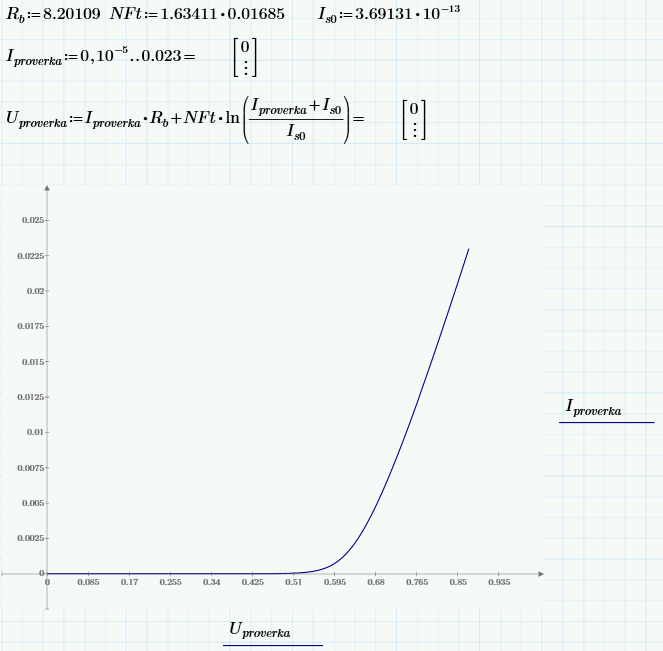 R_b:=8.20109 NFt:=1.63411·0.01685 I_s0:=3.69131·10^-13
I_proverka:=0,10^-5..0.023= [0 ⋮]
U_proverka:=I_proverka·R_b+NFt·ln((I_proverka+I_s0)/I_s0)= [0 ⋮]
0.025
0.0225
0.02
0.0175
0.015
0.0125
0.01
0.0075
0.005
0.0025
0
I_proverka
0 0.085 0.17 0.255 0.34 0.425 0.51 0.595 0.68 0.765 0.85 0.935
U_proverka